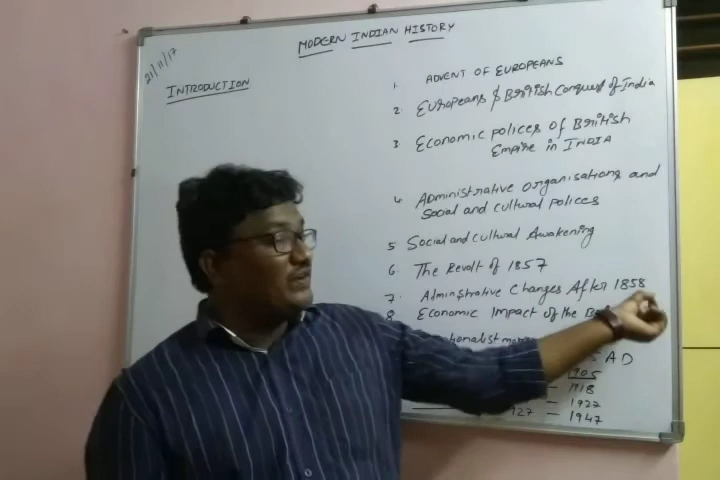 MODERN INDIAN HISTORY
21/11/17
INTRODUCTION
1. ADVENT OF EUROPEANS
2. Europeans & British Conquest of India
3. Economic polices of British
Empire in INDIA
4. Administrative organisations and
Social and cultural polices
5 Social and cultural Awakening
6. The Revolt of 1857
7. Adminstrative Changes After 1858
8 Economic Impact of the
AD
1905
– 1918
– 1922
1927 – 1947